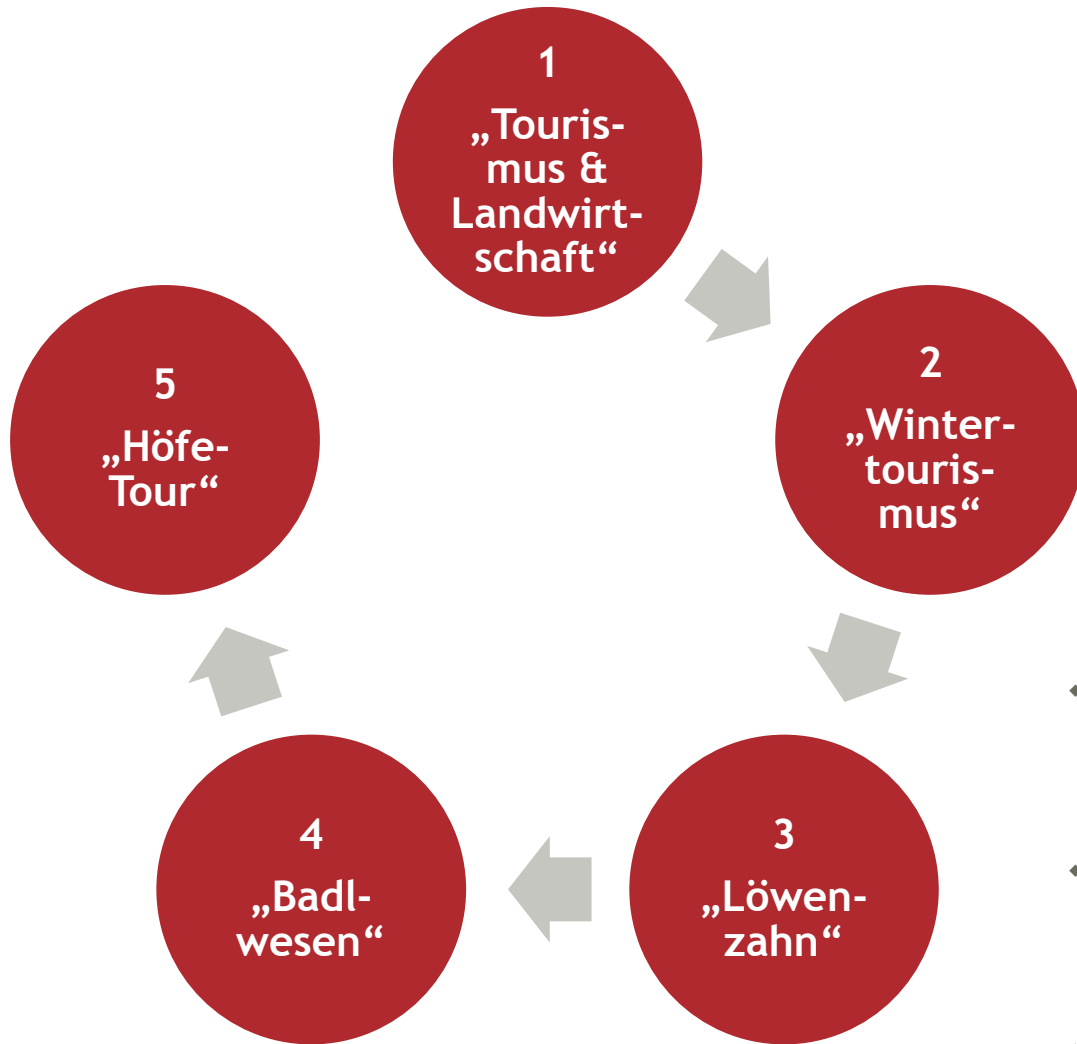 1
„Touris-
mus &
Landwirt-
schaft“
2
„Winter-
touris-
mus“
3
„Löwen-
zahn“
4
„Badl-
wesen“
5
„Höfe-
Tour“